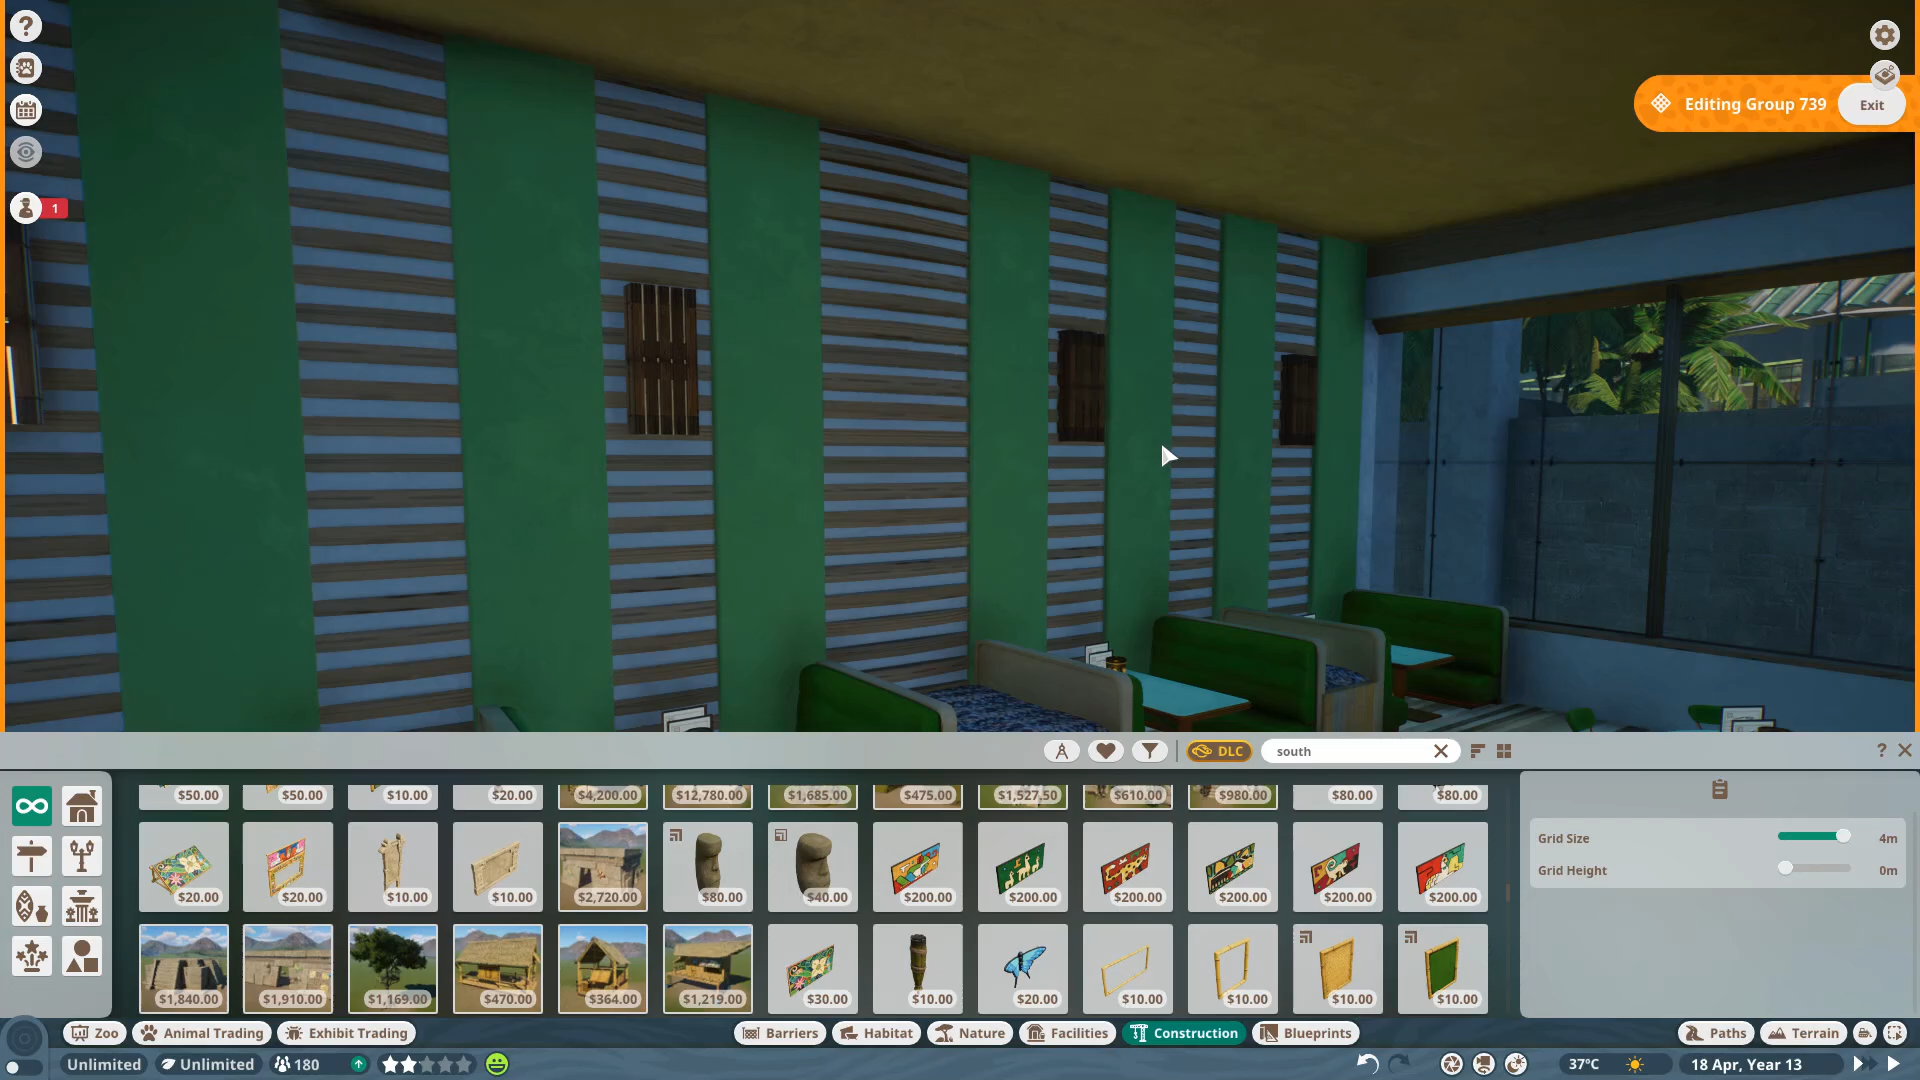 ?
Editing Group 739
Exit
1
DLC
south
?
$50.00
$50.00
$10.00
$20.00
$4,200.00
$12,780.00
$1,685.00
$475.00
$1,527.50
$610.00
$980.00
$80.00
$80.00
$20.00
$20.00
$10.00
$10.00
$2,720.00
$80.00
$40.00
$200.00
$200.00
$200.00
$200.00
$200.00
$200.00
$1,840.00
$1,910.00
$1,169.00
$470.00
$364.00
$1,219.00
$30.00
$10.00
$20.00
$10.00
$10.00
$10.00
$10.00
Grid Size 4m
Grid Height 0m
Zoo
Animal Trading
Exhibit Trading
Barriers
Habitat
Nature
Facilities
Construction
Blueprints
Paths
Terrain
Unlimited
Unlimited
180
37°C
18 Apr, Year 13